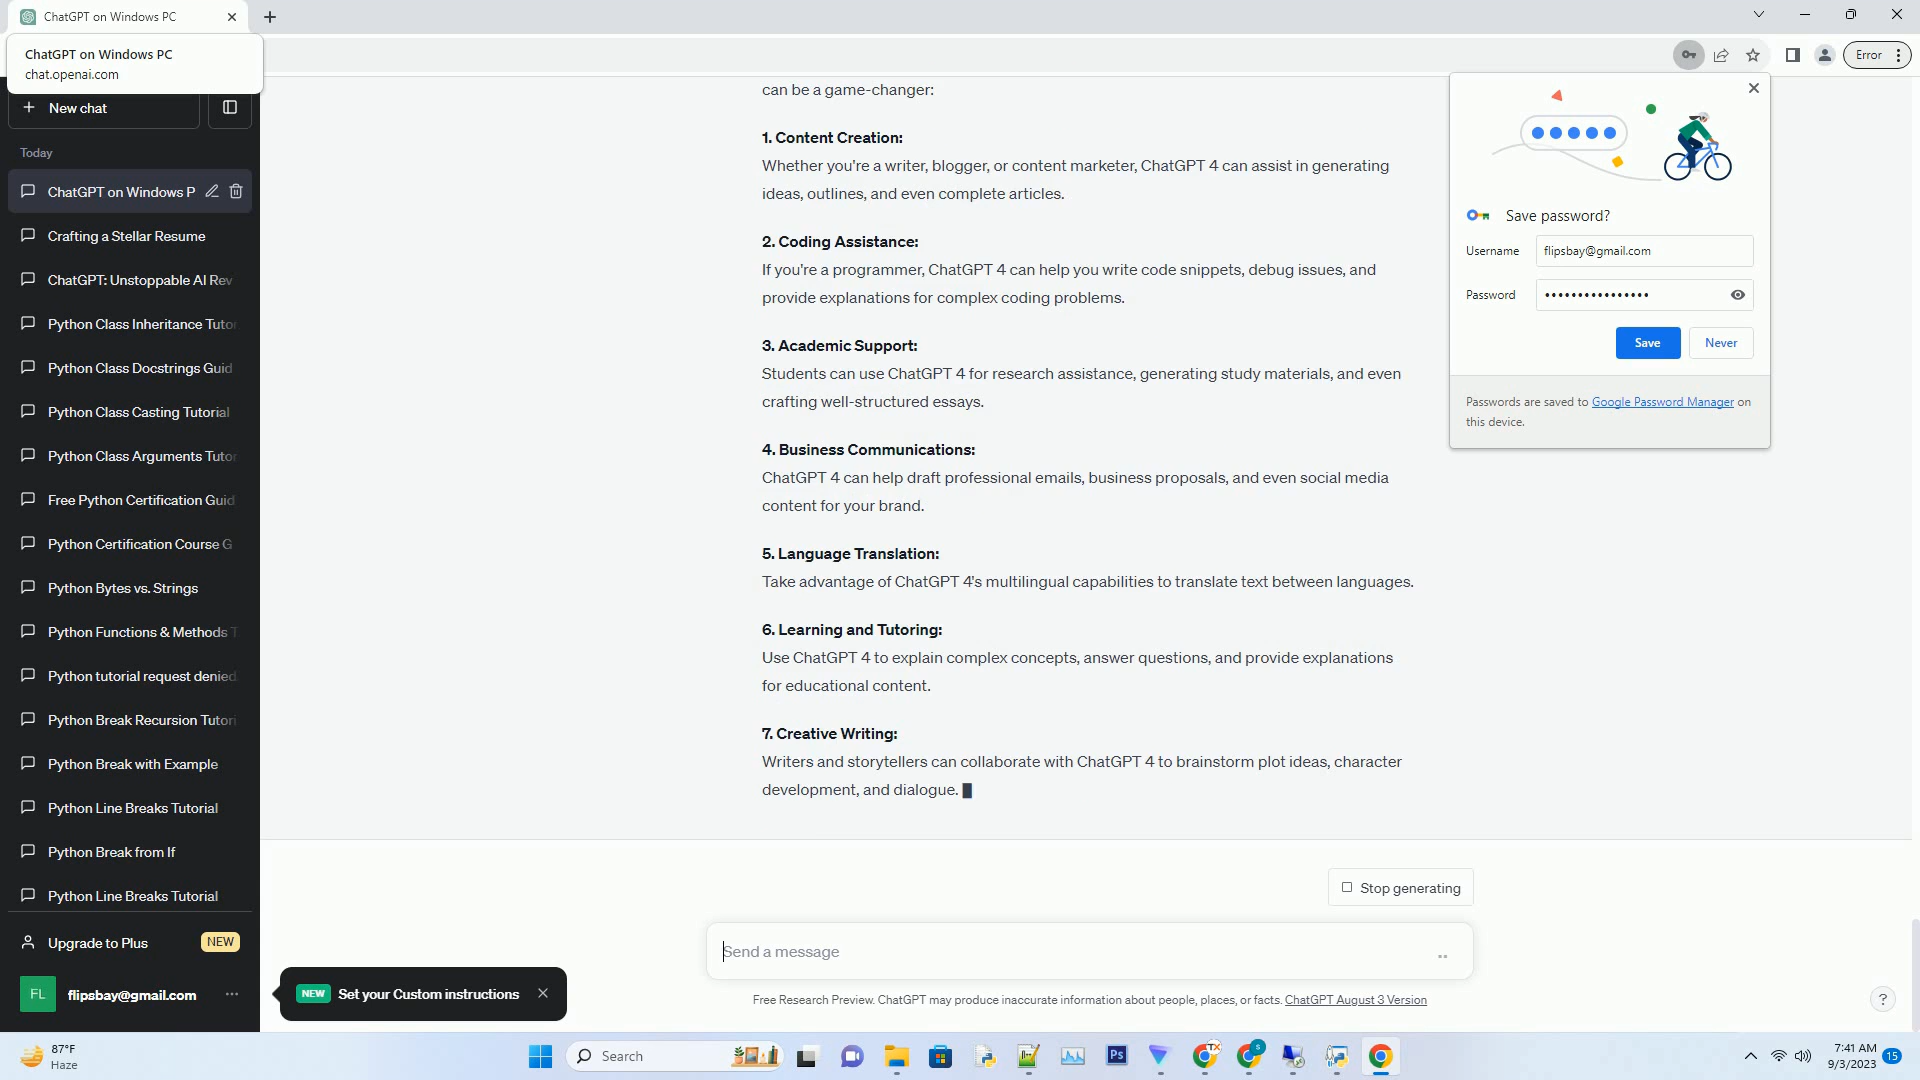 ChatGPT on Windows PC
ChatGPT on Windows PC
chat.openai.com
Error
New chat
Today
ChatGPT on Windows P
Crafting a Stellar Resume
ChatGPT: Unstoppable AI Rev
Python Class Inheritance Tutor
Python Class Docstrings Guid
Python Class Casting Tutorial
Python Class Arguments Tutor
Free Python Certification Guid
Python Certification Course G
Python Bytes vs. Strings
Python Functions & Methods T
Python tutorial request denied
Python Break Recursion Tutori
Python Break with Example
Python Line Breaks Tutorial
Python Break from If
Python Line Breaks Tutorial
Upgrade to Plus NEW
FL flipsbay@gmail.com
can be a game-changer:
1. Content Creation:
Whether you're a writer, blogger, or content marketer, ChatGPT 4 can assist in generating
ideas, outlines, and even complete articles.
2. Coding Assistance:
If you're a programmer, ChatGPT 4 can help you write code snippets, debug issues, and
provide explanations for complex coding problems.
3. Academic Support:
Students can use ChatGPT 4 for research assistance, generating study materials, and even
crafting well-structured essays.
4. Business Communications:
ChatGPT 4 can help draft professional emails, business proposals, and even social media
content for your brand.
5. Language Translation:
Take advantage of ChatGPT 4's multilingual capabilities to translate text between languages.
6. Learning and Tutoring:
Use ChatGPT 4 to explain complex concepts, answer questions, and provide explanations
for educational content.
7. Creative Writing:
Writers and storytellers can collaborate with ChatGPT 4 to brainstorm plot ideas, character
development, and dialogue.
Save password?
Username flipsbay@gmail.com
Password ••••••••••••••••
Save Never
Passwords are saved to Google Password Manager on
this device.
Stop generating
Send a message
NEW Set your Custom instructions
Free Research Preview. ChatGPT may produce inaccurate information about people, places, or facts. ChatGPT August 3 Version
?
87°F
Haze
Search
Ps
TX
S
7:41 AM
9/3/2023
15